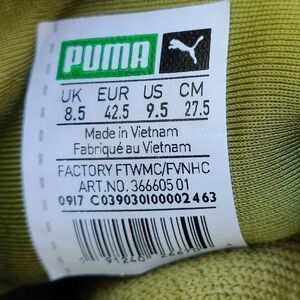 PUMA
UK EUR US CM
8.5 42.5 9.5 27.5
Made in Vietnam
Fabriqué au Vietnam
FACTORY FTWMC/FVNHC
ART.NO. 366605 01
0917 C039030100002463